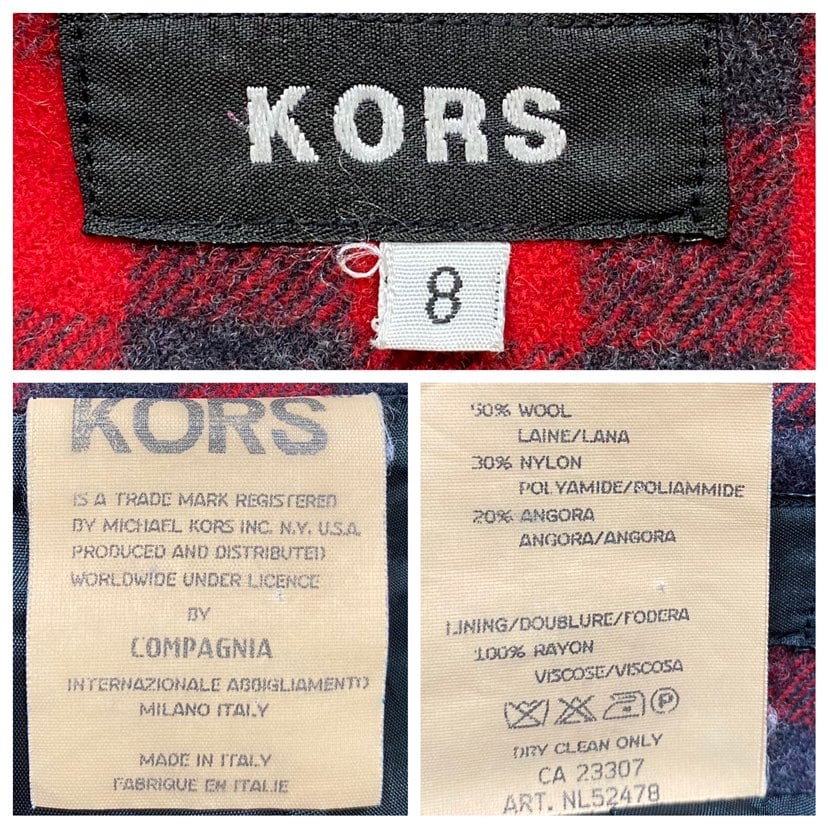 KORS
8
KORS
IS A TRADE MARK REGISTERED
BY MICHAEL KORS INC. N.Y. U.S.A.
PRODUCED AND DISTRIBUTED
WORLDWIDE UNDER LICENCE
BY
COMPAGNIA
INTERNAZIONALE ABBIGLIAMENTO
MILANO ITALY
MADE IN ITALY
FABRIQUE EN ITALIE
50% WOOL
LAINE/LANA
30% NYLON
POLYAMIDE/POLIAMMIDE
20% ANGORA
ANGORA/ANGORA
LINING/DOUBLURE/FODERA
100% RAYON
VISCOSE/VISCOSA
P
DRY CLEAN ONLY
CA 23307
ART. NL52478